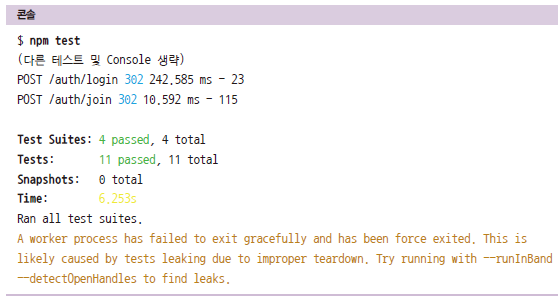 콘솔
$ npm test
(다른 테스트 및 Console 생략)
POST /auth/login 302 242.585 ms - 23
POST /auth/join 302 10.592 ms - 115
Test Suites: 4 passed, 4 total
Tests: 11 passed, 11 total
Snapshots: 0 total
Time: 6.253s
Ran all test suites.
A worker process has failed to exit gracefully and has been force exited. This is
likely caused by tests leaking due to improper teardown. Try running with --runInBand
--detectOpenHandles to find leaks.